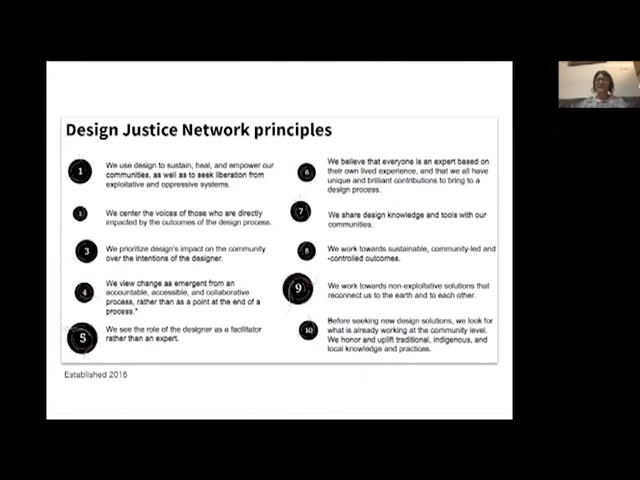 Design Justice Network principles
1
We use design to sustain, heal, and empower our
communities, as well as to seek liberation from
exploitative and oppressive systems.
2
We center the voices of those who are directly
impacted by the outcomes of the design process.
3
We prioritize design's impact on the community
over the intentions of the designer.
4
We view change as emergent from an
accountable, accessible, and collaborative
process, rather than as a point at the end of a
process.*
5
We see the role of the designer as a facilitator
rather than an expert.
6
We believe that everyone is an expert based on
their own lived experience, and that we all have
unique and brilliant contributions to bring to a
design process.
7
We share design knowledge and tools with our
communities.
8
We work towards sustainable, community-led and
-controlled outcomes.
9
We work towards non-exploitative solutions that
reconnect us to the earth and to each other.
10
Before seeking new design solutions, we look for
what is already working at the community level.
We honor and uplift traditional, indigenous, and
local knowledge and practices.
Established 2016